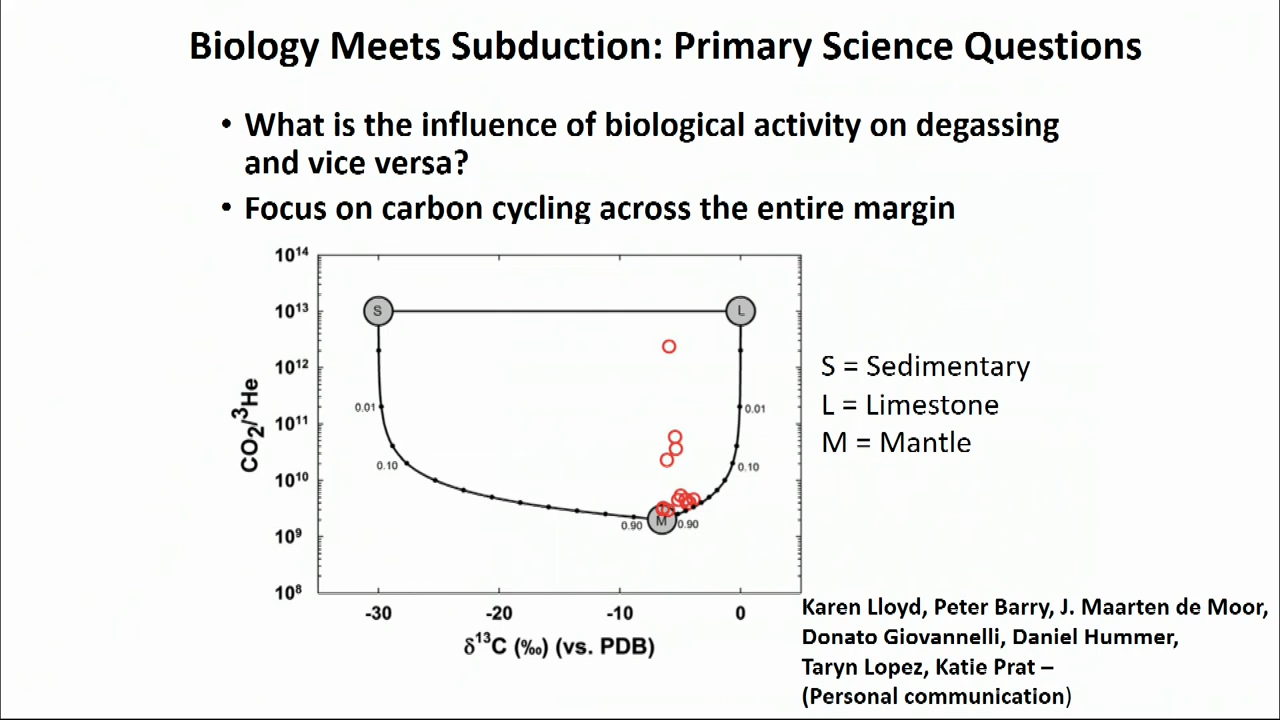 Biology Meets Subduction: Primary Science Questions
• What is the influence of biological activity on degassing
and vice versa?
• Focus on carbon cycling across the entire margin
10¹⁴
10¹³
10¹²
10¹¹
10¹⁰
10⁹
10⁸
CO₂/³He
S
L
0.01
0.01
0.10
0.10
0.90
M
0.90
-30
-20
-10
0
δ¹³C (‰) (vs. PDB)
S = Sedimentary
L = Limestone
M = Mantle
Karen Lloyd, Peter Barry, J. Maarten de Moor,
Donato Giovannelli, Daniel Hummer,
Taryn Lopez, Katie Prat –
(Personal communication)